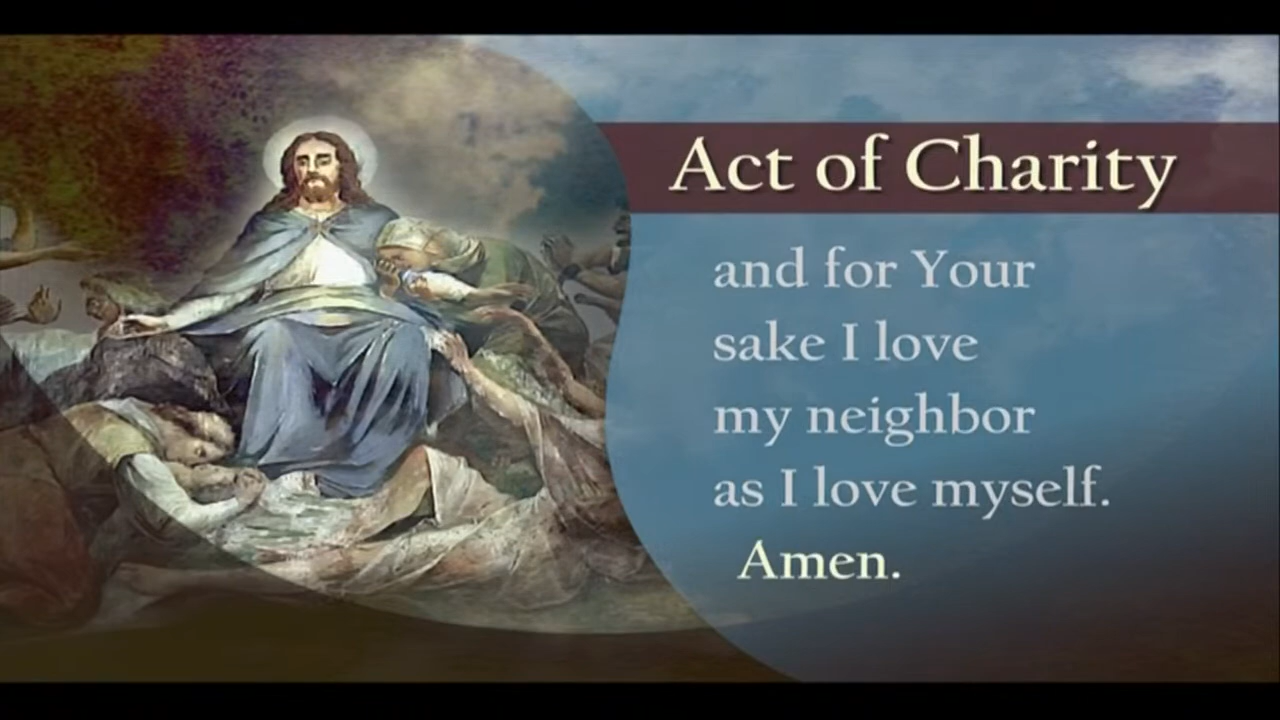 Act of Charity
and for Your
sake I love
my neighbor
as I love myself.
Amen.